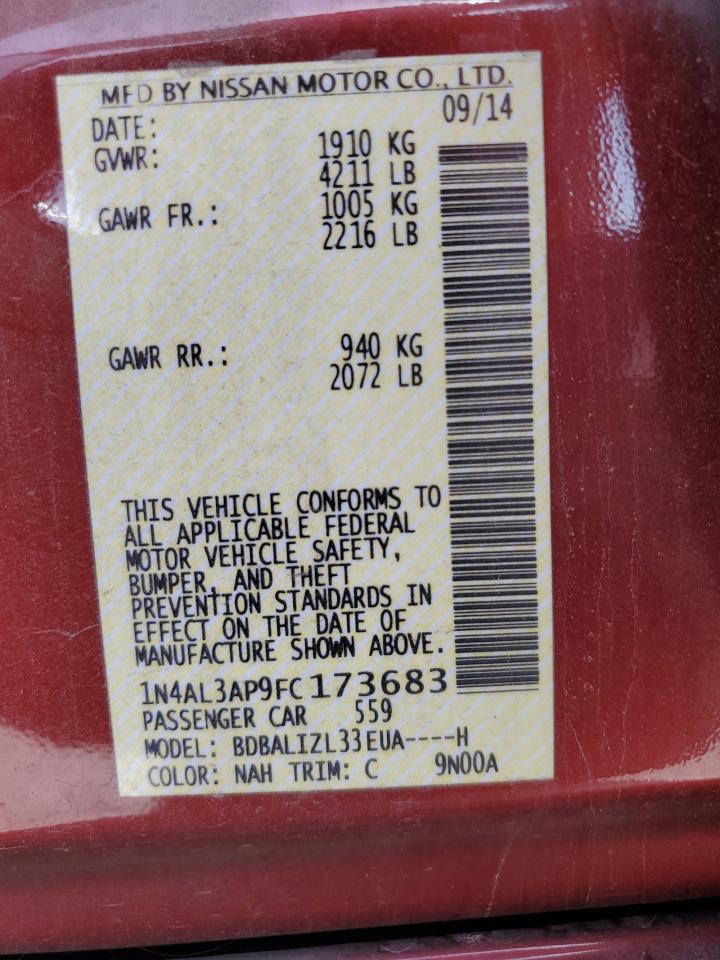 MFD BY NISSAN MOTOR CO., LTD.
DATE: 09/14
GVWR: 1910 KG
4211 LB
GAWR FR.: 1005 KG
2216 LB
GAWR RR.: 940 KG
2072 LB
THIS VEHICLE CONFORMS TO
ALL APPLICABLE FEDERAL
MOTOR VEHICLE SAFETY,
BUMPER, AND THEFT
PREVENTION STANDARDS IN
EFFECT ON THE DATE OF
MANUFACTURE SHOWN ABOVE.
1N4AL3AP9FC173683
PASSENGER CAR 559
MODEL: BDBALIZL33EUA----H
COLOR: NAH TRIM: C 9N00A